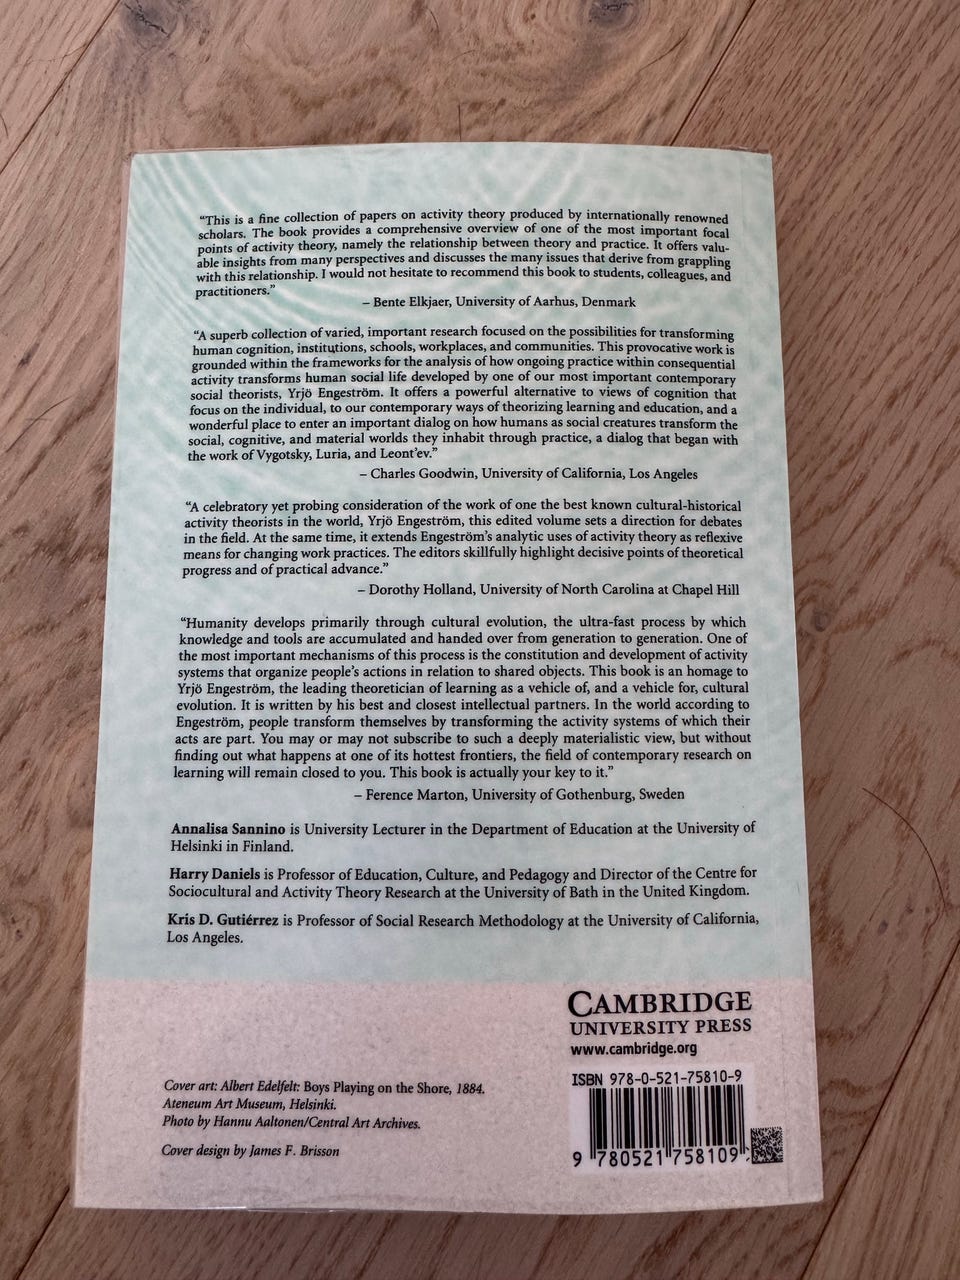 “This is a fine collection of papers on activity theory produced by internationally renowned
scholars. The book provides a comprehensive overview of one of the most important focal
points of activity theory, namely the relationship between theory and practice. It offers valu-
able insights from many perspectives and discusses the many issues that derive from grappling
with this relationship. I would not hesitate to recommend this book to students, colleagues, and
practitioners.”
– Bente Elkjaer, University of Aarhus, Denmark
“A superb collection of varied, important research focused on the possibilities for transforming
human cognition, institutions, schools, workplaces, and communities. This provocative work is
grounded within the frameworks for the analysis of how ongoing practice within consequential
activity transforms human social life developed by one of our most important contemporary
social theorists, Yrjö Engeström. It offers a powerful alternative to views of cognition that
focus on the individual, to our contemporary ways of theorizing learning and education, and a
wonderful place to enter an important dialog on how humans as social creatures transform the
social, cognitive, and material worlds they inhabit through practice, a dialog that began with
the work of Vygotsky, Luria, and Leont’ev.”
– Charles Goodwin, University of California, Los Angeles
“A celebratory yet probing consideration of the work of one the best known cultural-historical
activity theorists in the world, Yrjö Engeström, this edited volume sets a direction for debates
in the field. At the same time, it extends Engeström’s analytic uses of activity theory as reflexive
means for changing work practices. The editors skillfully highlight decisive points of theoretical
progress and of practical advance.”
– Dorothy Holland, University of North Carolina at Chapel Hill
“Humanity develops primarily through cultural evolution, the ultra-fast process by which
knowledge and tools are accumulated and handed over from generation to generation. One of
the most important mechanisms of this process is the constitution and development of activity
systems that organize people’s actions in relation to shared objects. This book is an homage to
Yrjö Engeström, the leading theoretician of learning as a vehicle of, and a vehicle for, cultural
evolution. It is written by his best and closest intellectual partners. In the world according to
Engeström, people transform themselves by transforming the activity systems of which their
acts are part. You may or may not subscribe to such a deeply materialistic view, but without
finding out what happens at one of its hottest frontiers, the field of contemporary research on
learning will remain closed to you. This book is actually your key to it.”
– Ference Marton, University of Gothenburg, Sweden
Annalisa Sannino is University Lecturer in the Department of Education at the University of
Helsinki in Finland.
Harry Daniels is Professor of Education, Culture, and Pedagogy and Director of the Centre for
Sociocultural and Activity Theory Research at the University of Bath in the United Kingdom.
Kris D. Gutiérrez is Professor of Social Research Methodology at the University of California,
Los Angeles.
CAMBRIDGE
UNIVERSITY PRESS
www.cambridge.org
ISBN 978-0-521-75810-9
9 780521 758109
Cover art: Albert Edelfelt: Boys Playing on the Shore, 1884.
Ateneum Art Museum, Helsinki.
Photo by Hannu Aaltonen/Central Art Archives.
Cover design by James F. Brisson